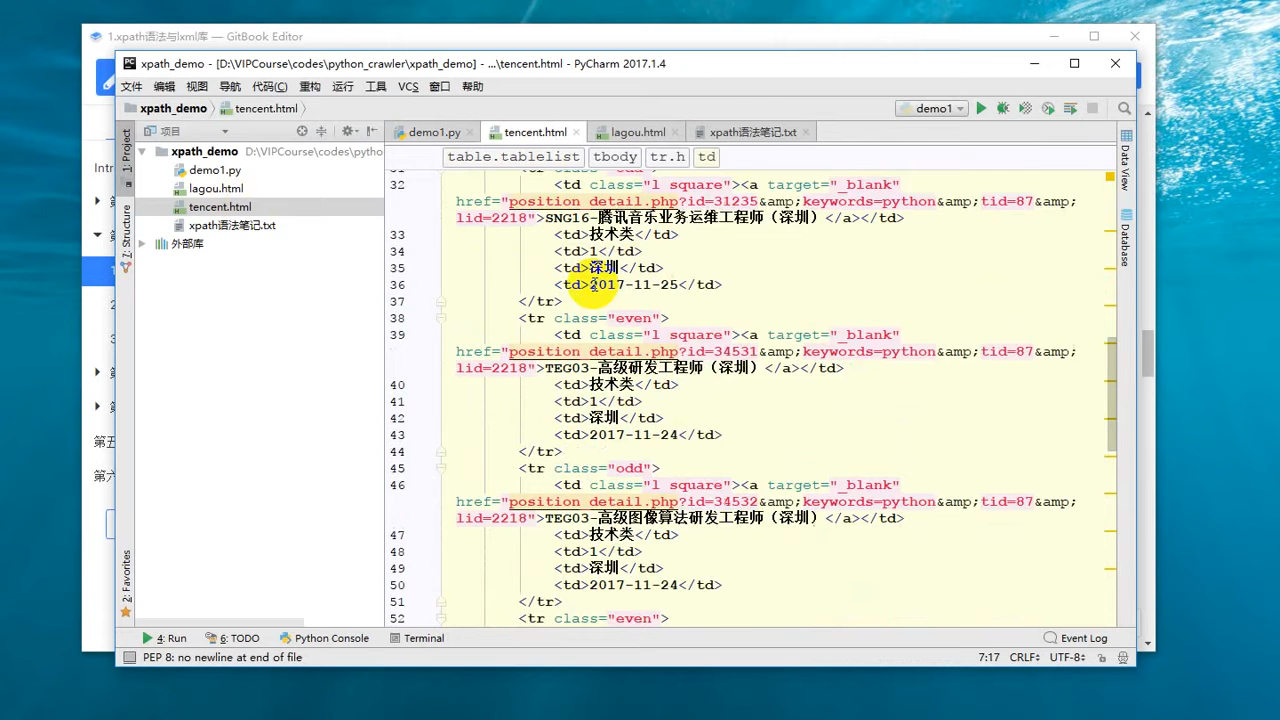 1.xpath语法与lxml库 — GitBook Editor
xpath_demo - [D:\VIPCourse\codes\python_crawler\xpath_demo] - ...\tencent.html - PyCharm 2017.1.4
文件 编辑 视图 导航 代码(C) 重构 运行 工具 VCS 窗口 帮助
xpath_demo tencent.html demo1
项目 demo1.py tencent.html lagou.html xpath语法笔记.txt
Intr
第五
第六
1: Project
7: Structure
2: Favorites
xpath_demo D:\VIPCourse\codes\pytho
demo1.py
lagou.html
tencent.html
xpath语法笔记.txt
外部库
table.tablelist tbody tr.h td
32 <td class="l square"><a target="_blank"
href="position_detail.php?id=31235&amp;keywords=python&amp;tid=87&amp;
lid=2218">SNG16-腾讯音乐业务运维工程师（深圳）</a></td>
33 <td>技术类</td>
34 <td>1</td>
35 <td>深圳</td>
36 <td>2017-11-25</td>
37 </tr>
38 <tr class="even">
39 <td class="l square"><a target="_blank"
href="position_detail.php?id=34531&amp;keywords=python&amp;tid=87&amp;
lid=2218">TEG03-高级研发工程师（深圳）</a></td>
40 <td>技术类</td>
41 <td>1</td>
42 <td>深圳</td>
43 <td>2017-11-24</td>
44 </tr>
45 <tr class="odd">
46 <td class="l square"><a target="_blank"
href="position_detail.php?id=34532&amp;keywords=python&amp;tid=87&amp;
lid=2218">TEG03-高级图像算法研发工程师（深圳）</a></td>
47 <td>技术类</td>
48 <td>1</td>
49 <td>深圳</td>
50 <td>2017-11-24</td>
51 </tr>
52 <tr class="even">
Data View
Database
4: Run 6: TODO Python Console Terminal Event Log
PEP 8: no newline at end of file 7:17 CRLF UTF-8